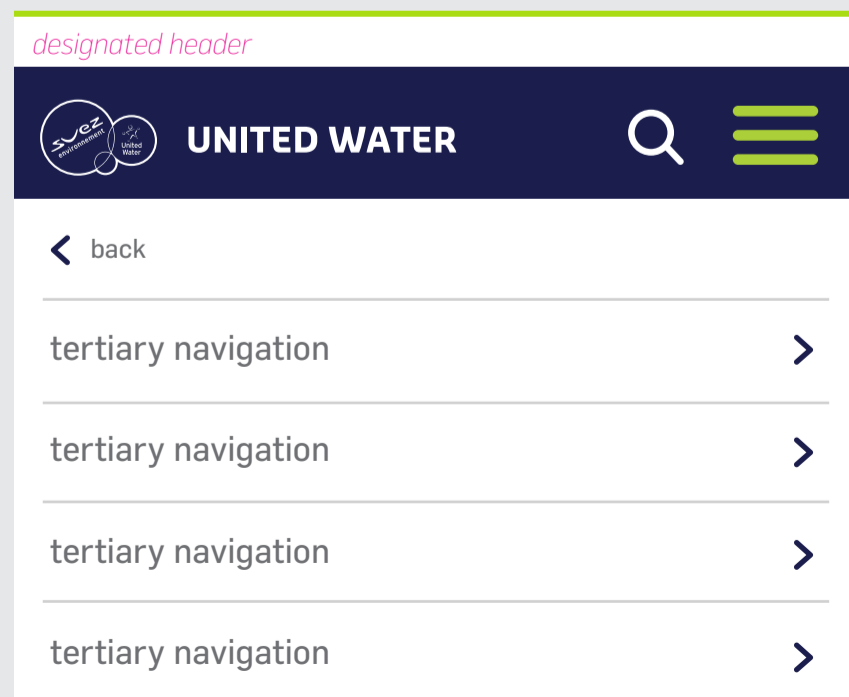 designated header
suez
environnement
United
Water
UNITED WATER
back
tertiary navigation
tertiary navigation
tertiary navigation
tertiary navigation